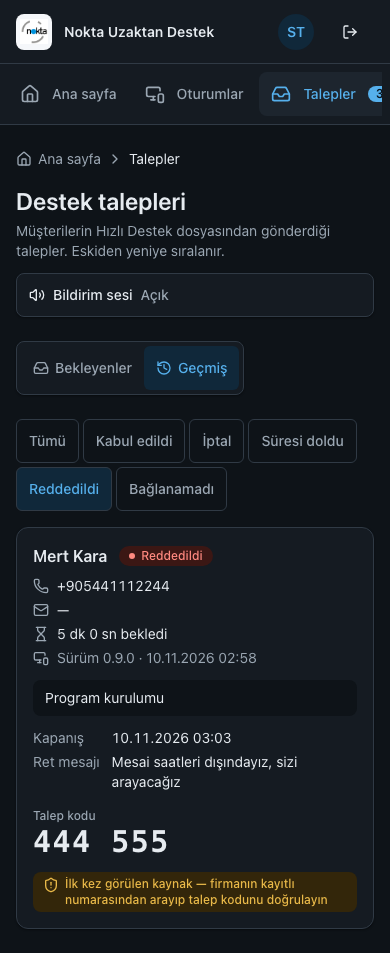 nokta
Nokta Uzaktan Destek
ST
Ana sayfa
Oturumlar
Talepler
Ana sayfa
Talepler
Destek talepleri
Müşterilerin Hızlı Destek dosyasından gönderdiği
talepler. Eskiden yeniye sıralanır.
Bildirim sesi Açık
Bekleyenler
Geçmiş
Tümü
Kabul edildi
İptal
Süresi doldu
Reddedildi
Bağlanamadı
Mert Kara
Reddedildi
+905441112244
—
5 dk 0 sn bekledi
Sürüm 0.9.0 · 10.11.2026 02:58
Program kurulumu
Kapanış 10.11.2026 03:03
Ret mesajı Mesai saatleri dışındayız, sizi
arayacağız
Talep kodu
444 555
İlk kez görülen kaynak — firmanın kayıtlı
numarasından arayıp talep kodunu doğrulayın